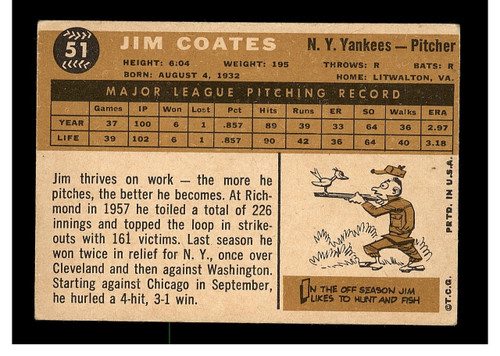 51
JIM COATES
N. Y. Yankees — Pitcher
HEIGHT: 6:04 WEIGHT: 195 THROWS: R BATS: R
BORN: AUGUST 4, 1932 HOME: LITWALTON, VA.
MAJOR LEAGUE PITCHING RECORD
Games IP Won Lost Pct Hits Runs ER SO Walks ERA
YEAR 37 100 6 1 .857 89 39 33 64 36 2.97
LIFE 39 102 6 1 .857 90 42 36 64 40 3.18
Jim thrives on work — the more he
pitches, the better he becomes. At Rich-
mond in 1957 he toiled a total of 226
innings and topped the loop in strike-
outs with 161 victims. Last season he
won twice in relief for N. Y., once over
Cleveland and then against Washington.
Starting against Chicago in September,
he hurled a 4-hit, 3-1 win.
IN THE OFF SEASON JIM
LIKES TO HUNT AND FISH
©T.C.G. PRTD. IN U.S.A.